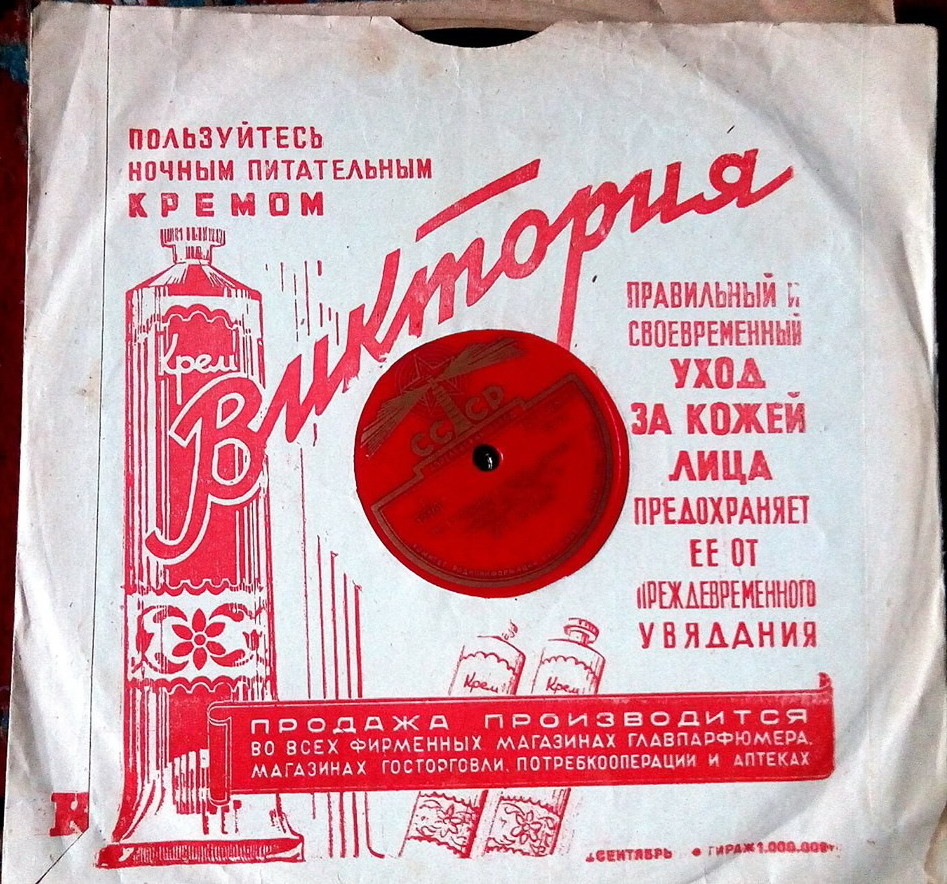 ПОЛЬЗУЙТЕСЬ
НОЧНЫМ ПИТАТЕЛЬНЫМ
КРЕМОМ
Виктория
Крем
ПРАВИЛЬНЫЙ И
СВОЕВРЕМЕННЫЙ
УХОД
ЗА КОЖЕЙ
ЛИЦА
ПРЕДОХРАНЯЕТ
ЕЕ ОТ
ПРЕЖДЕВРЕМЕННОГО
УВЯДАНИЯ
СССР
Крем
Крем
ПРОДАЖА ПРОИЗВОДИТСЯ
ВО ВСЕХ ФИРМЕННЫХ МАГАЗИНАХ ГЛАВПАРФЮМЕРА,
МАГАЗИНАХ ГОСТОРГОВЛИ, ПОТРЕБКООПЕРАЦИИ И АПТЕКАХ
СЕНТЯБРЬ • ТИРАЖ 1.000.000